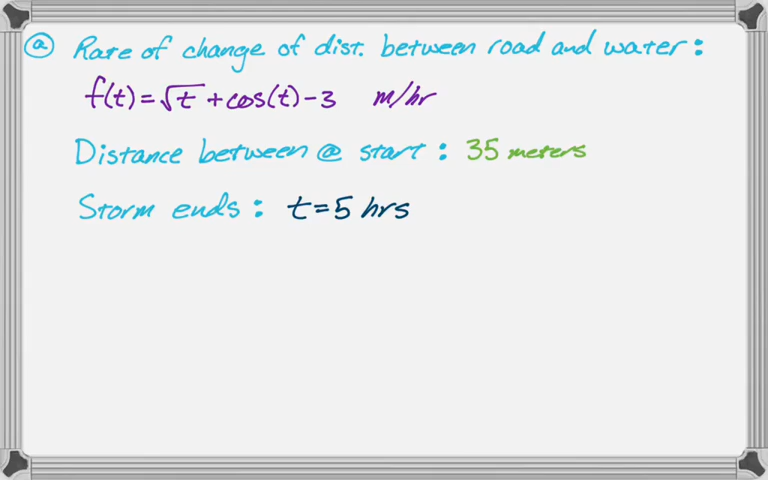 ⓐ Rate of change of dist. between road and water:
f(t)=√t +cos(t)-3 m/hr
Distance between @ start: 35 meters
Storm ends: t=5 hrs